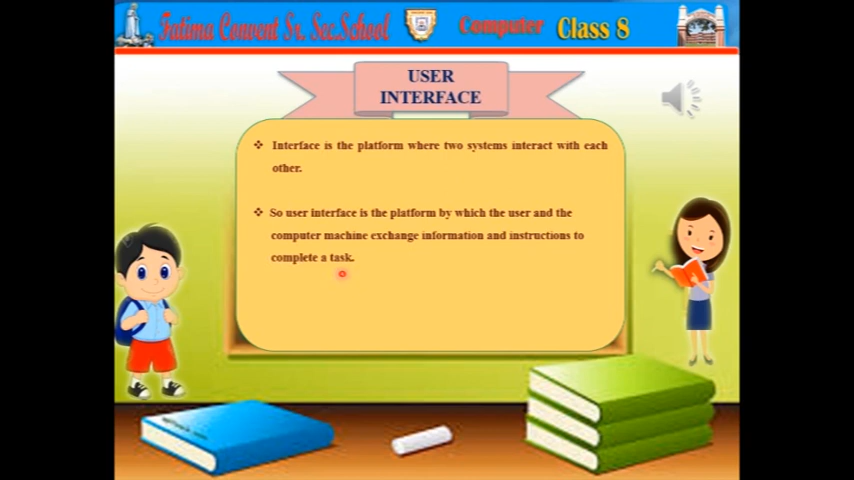 Fatima Convent Sr. Sec.School Computer Class 8
USER
INTERFACE
❖ Interface is the platform where two systems interact with each
other.
❖ So user interface is the platform by which the user and the
computer machine exchange information and instructions to
complete a task.